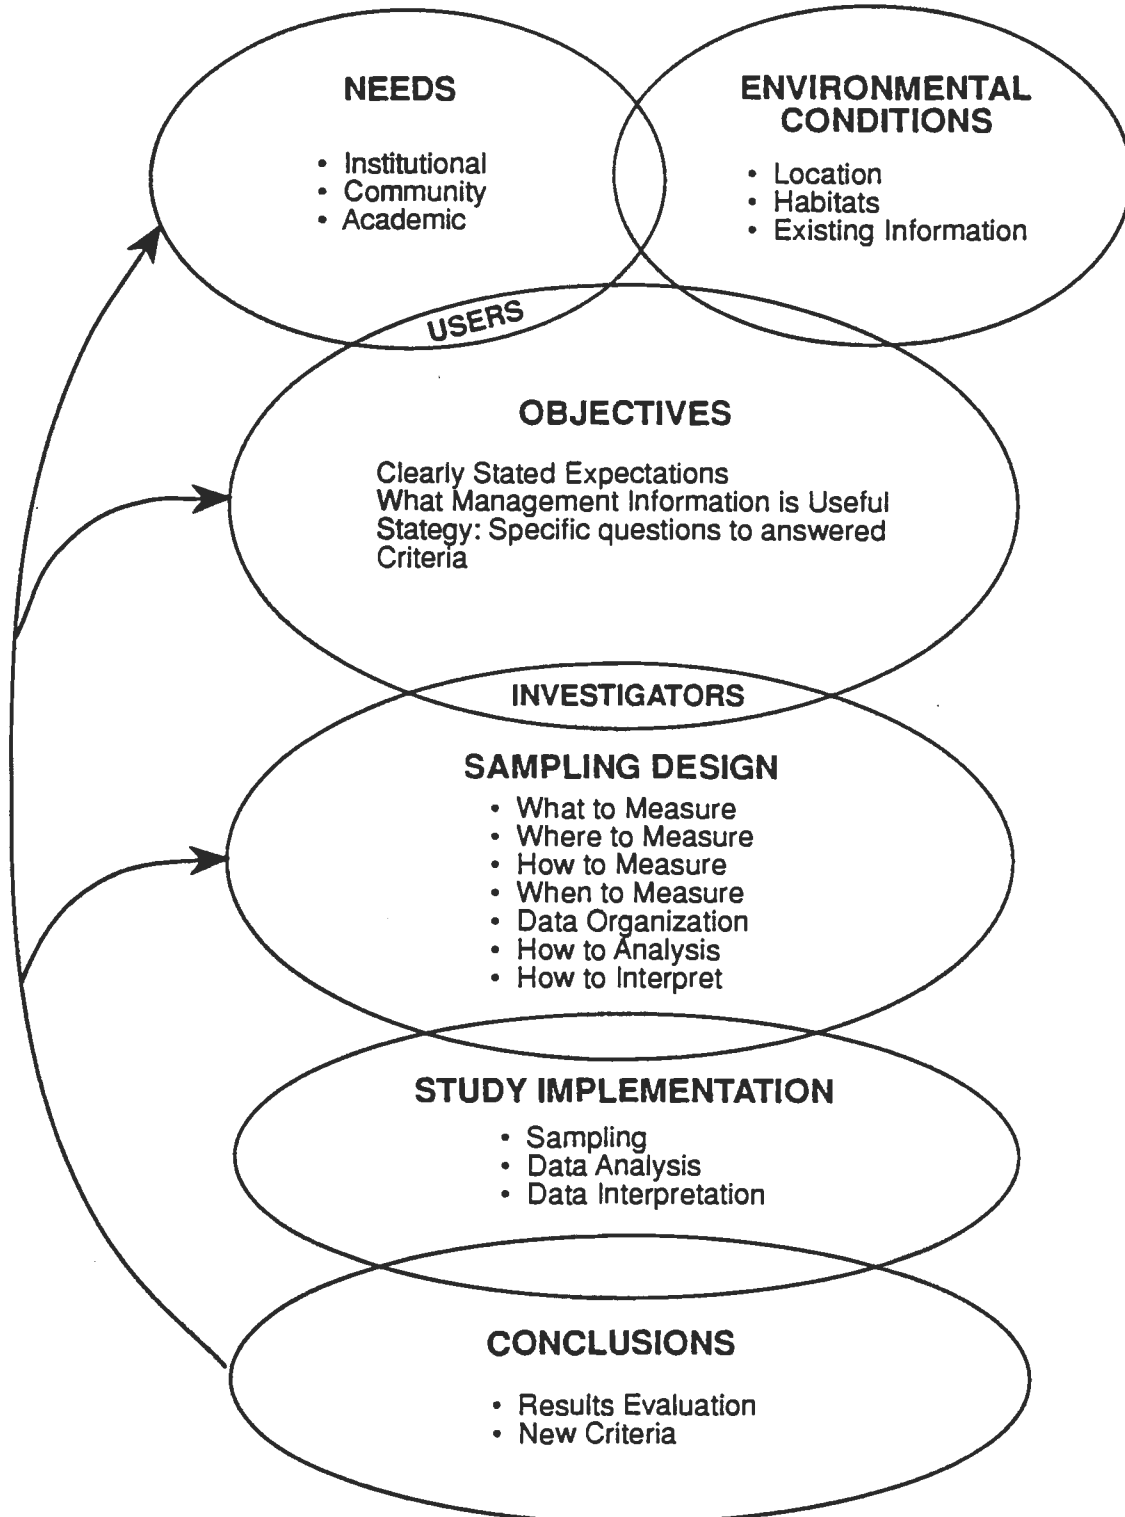 NEEDS
• Institutional
• Community
• Academic
ENVIRONMENTAL
CONDITIONS
• Location
• Habitats
• Existing Information
USERS
OBJECTIVES
Clearly Stated Expectations
What Management Information is Useful
Stategy: Specific questions to answered
Criteria
INVESTIGATORS
SAMPLING DESIGN
• What to Measure
• Where to Measure
• How to Measure
• When to Measure
• Data Organization
• How to Analysis
• How to Interpret
STUDY IMPLEMENTATION
• Sampling
• Data Analysis
• Data Interpretation
CONCLUSIONS
• Results Evaluation
• New Criteria